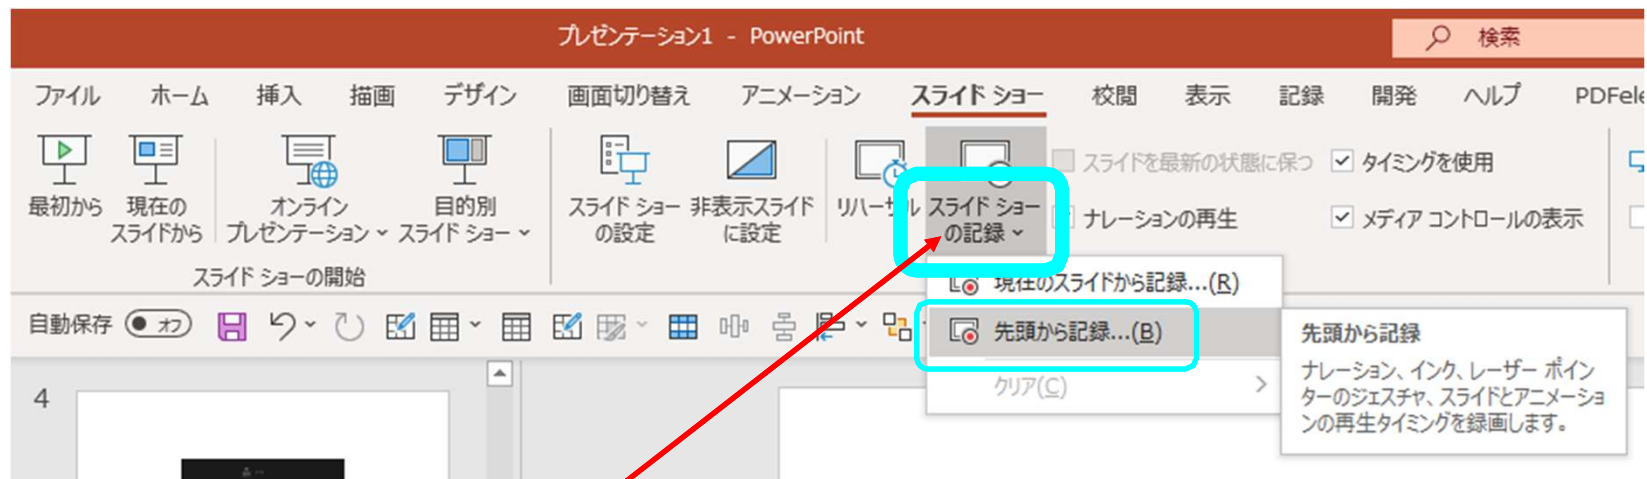 プレゼンテーション1 - PowerPoint
検索
ファイル ホーム 挿入 描画 デザイン 画面切り替え アニメーション スライド ショー 校閲 表示 記録 開発 ヘルプ PDFele
最初から
現在の
スライドから
オンライン
プレゼンテーション
目的別
スライド ショー
スライド ショー
の設定
非表示スライド
に設定
リハーサル
スライド ショー
の記録
スライドを最新の状態に保つ
タイミングを使用
ナレーションの再生
メディア コントロールの表示
スライド ショーの開始
現在のスライドから記録...(R)
自動保存 オフ
先頭から記録...(B)
クリア(C)
先頭から記録
ナレーション、インク、レーザー ポイン
ターのジェスチャ、スライドとアニメーショ
ンの再生タイミングを録画します。
4